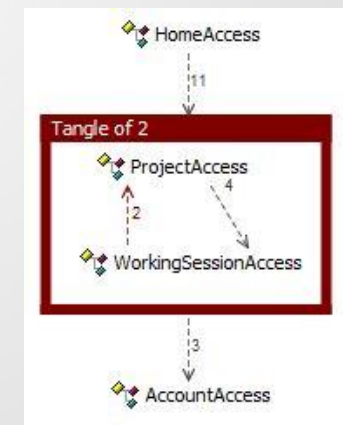 HomeAccess
11
Tangle of 2
ProjectAccess
4
2
WorkingSessionAccess
3
AccountAccess